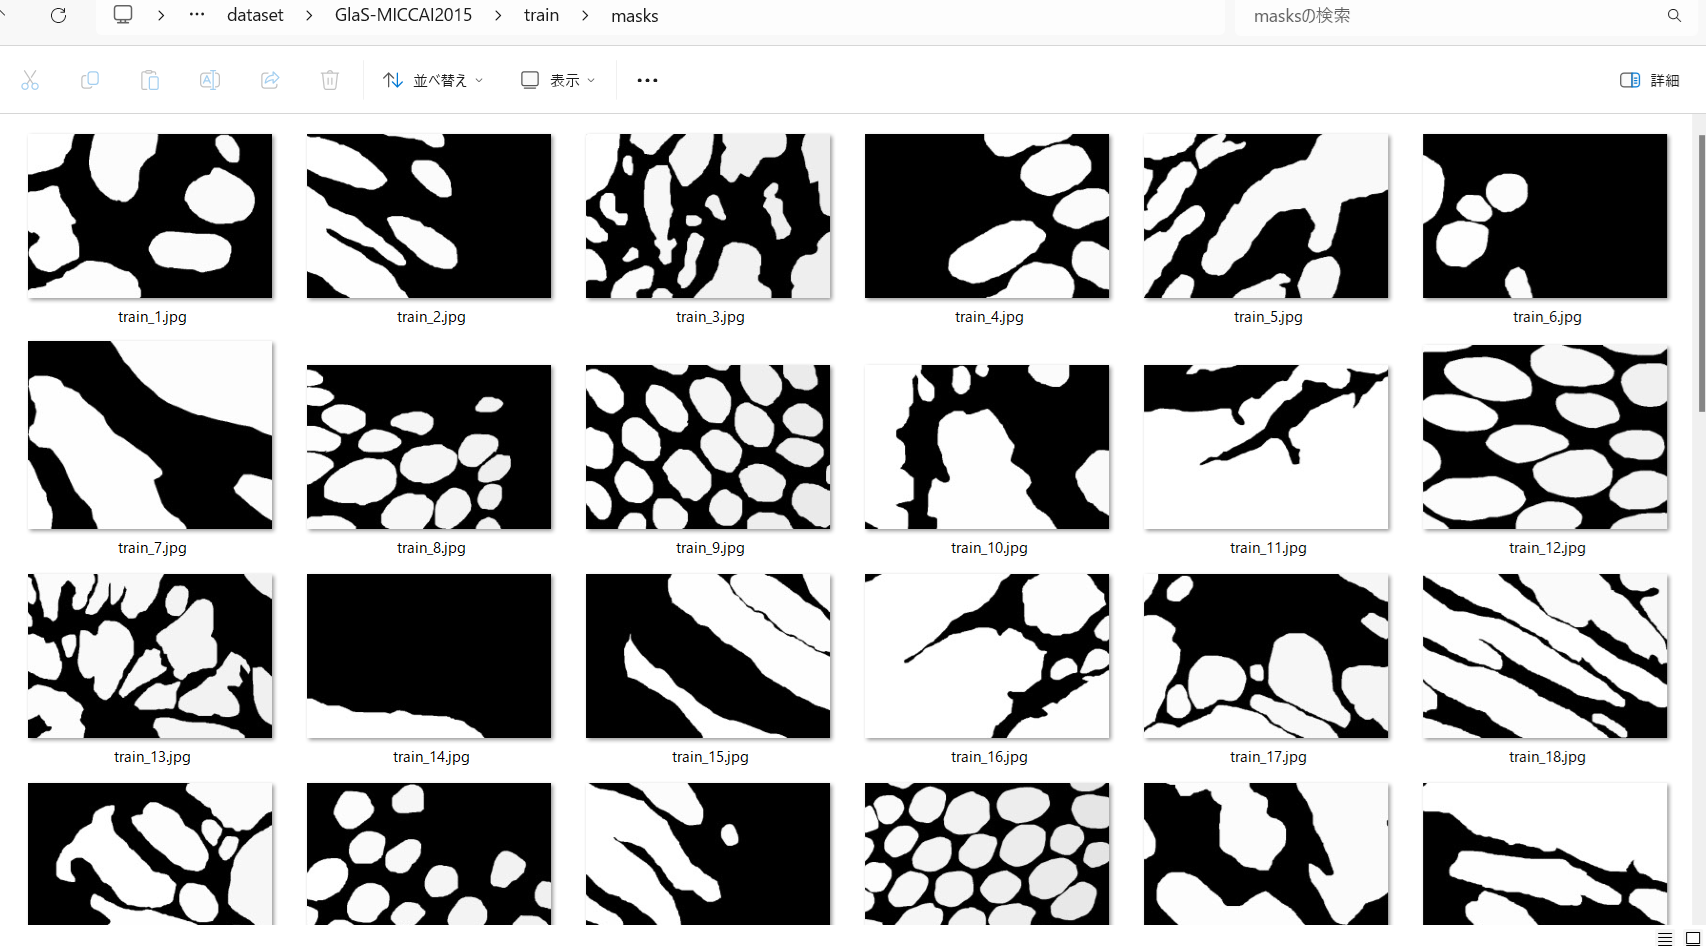 dataset > GlaS-MICCAI2015 > train > masks
masksの検索
並べ替え
表示
詳細
train_1.jpg
train_2.jpg
train_3.jpg
train_4.jpg
train_5.jpg
train_6.jpg
train_7.jpg
train_8.jpg
train_9.jpg
train_10.jpg
train_11.jpg
train_12.jpg
train_13.jpg
train_14.jpg
train_15.jpg
train_16.jpg
train_17.jpg
train_18.jpg